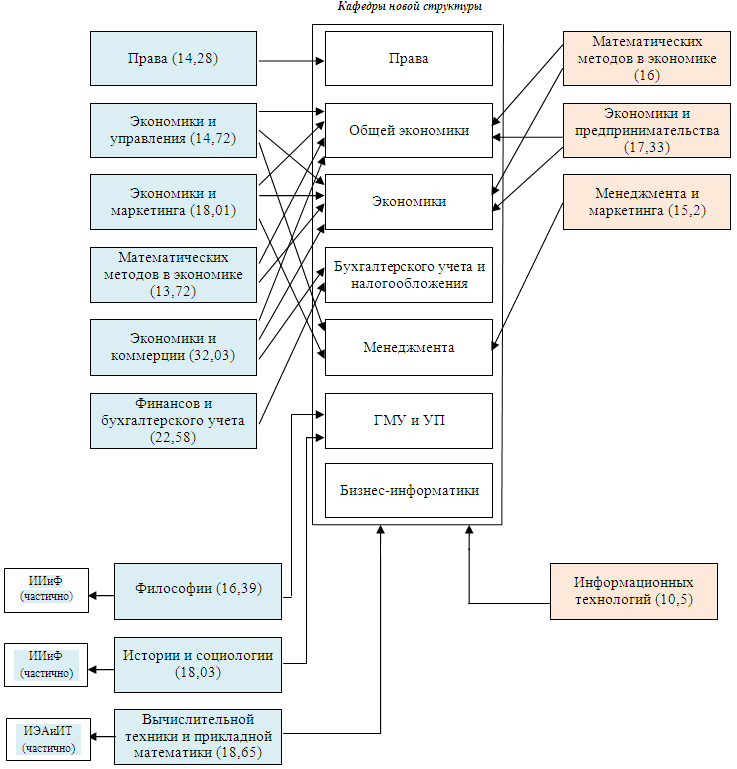 Кафедры новой структуры
Права (14,28)
Экономики и
управления (14,72)
Экономики и
маркетинга (18,01)
Математических
методов в экономике
(13,72)
Экономики и
коммерции (32,03)
Финансов и
бухгалтерского учета
(22,58)
Права
Общей экономики
Экономики
Бухгалтерского учета и
налогообложения
Менеджмента
ГМУ и УП
Бизнес-информатики
Математических
методов в экономике
(16)
Экономики и
предпринимательства
(17,33)
Менеджмента и
маркетинга (15,2)
ИИиФ
(частично)
Философии (16,39)
Информационных
технологий (10,5)
ИИиФ
(частично)
Истории и социологии
(18,03)
ИЭАиИТ
(частично)
Вычислительной
техники и прикладной
математики (18,65)